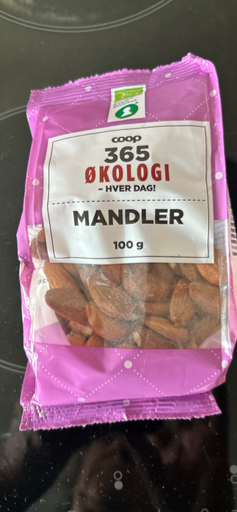 coop
365
ØKOLOGI
– HVER DAG!
MANDLER
100 g